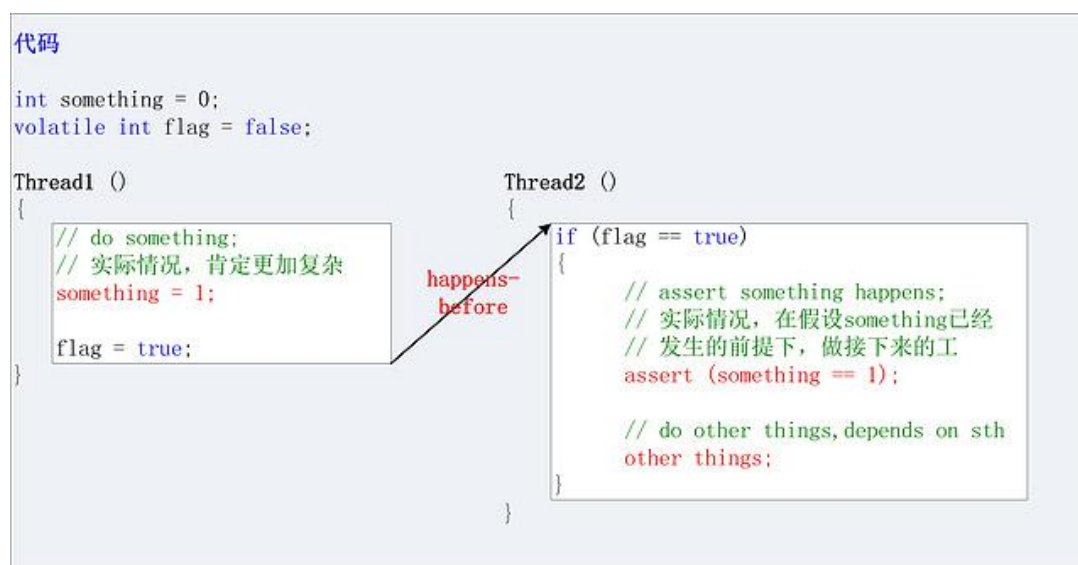 代码
int something = 0;
volatile int flag = false;
Thread1 ()
{
// do something;
// 实际情况，肯定更加复杂
something = 1;
flag = true;
}
happens-
before
Thread2 ()
{
if (flag == true)
{
// assert something happens;
// 实际情况，在假设something已经
// 发生的前提下，做接下来的工
assert (something == 1);
// do other things,depends on sth
other things;
}
}